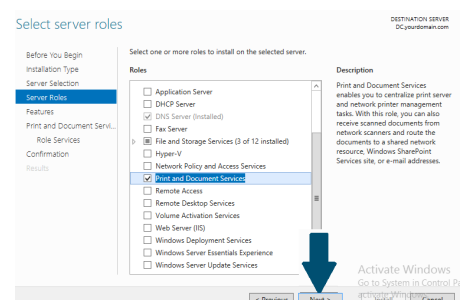 Select server roles
DESTINATION SERVER
DC.yourdomain.com
Before You Begin
Installation Type
Server Selection
Server Roles
Features
Print and Document Servi...
Role Services
Confirmation
Results
Select one or more roles to install on the selected server.
Roles
Application Server
DHCP Server
DNS Server (Installed)
Fax Server
File and Storage Services (3 of 12 installed)
Hyper-V
Network Policy and Access Services
Print and Document Services
Remote Access
Remote Desktop Services
Volume Activation Services
Web Server (IIS)
Windows Deployment Services
Windows Server Essentials Experience
Windows Server Update Services
Description
Print and Document Services
enables you to centralize print server
and network printer management
tasks. With this role, you can also
receive scanned documents from
network scanners and route the
documents to a shared network
resource, Windows SharePoint
Services site, or e-mail addresses.
Activate Windows
Go to System in Control Pa
activate Windows.
< Previous
Next >
Install
Cancel